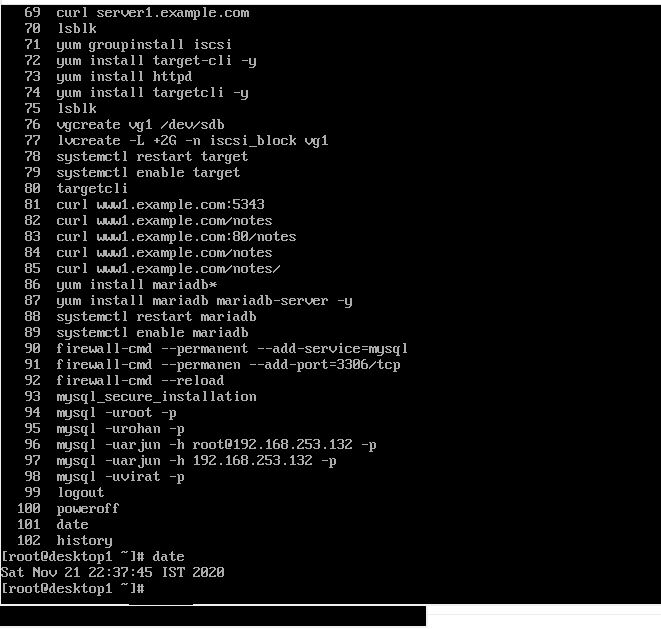 69 curl server1.example.com
70 lsblk
71 yum groupinstall iscsi
72 yum install target-cli -y
73 yum install httpd
74 yum install targetcli -y
75 lsblk
76 vgcreate vg1 /dev/sdb
77 lvcreate -L +2G -n iscsi_block vg1
78 systemctl restart target
79 systemctl enable target
80 targetcli
81 curl www1.example.com:5343
82 curl www1.example.com/notes
83 curl www1.example.com:80/notes
84 curl www1.example.com/notes
85 curl www1.example.com/notes/
86 yum install mariadb*
87 yum install mariadb mariadb-server -y
88 systemctl restart mariadb
89 systemctl enable mariadb
90 firewall-cmd --permanent --add-service=mysql
91 firewall-cmd --permanen --add-port=3306/tcp
92 firewall-cmd --reload
93 mysql_secure_installation
94 mysql -uroot -p
95 mysql -urohan -p
96 mysql -uarjun -h root@192.168.253.132 -p
97 mysql -uarjun -h 192.168.253.132 -p
98 mysql -uvirat -p
99 logout
100 poweroff
101 date
102 history
[root@desktop1 ~]# date
Sat Nov 21 22:37:45 IST 2020
[root@desktop1 ~]#